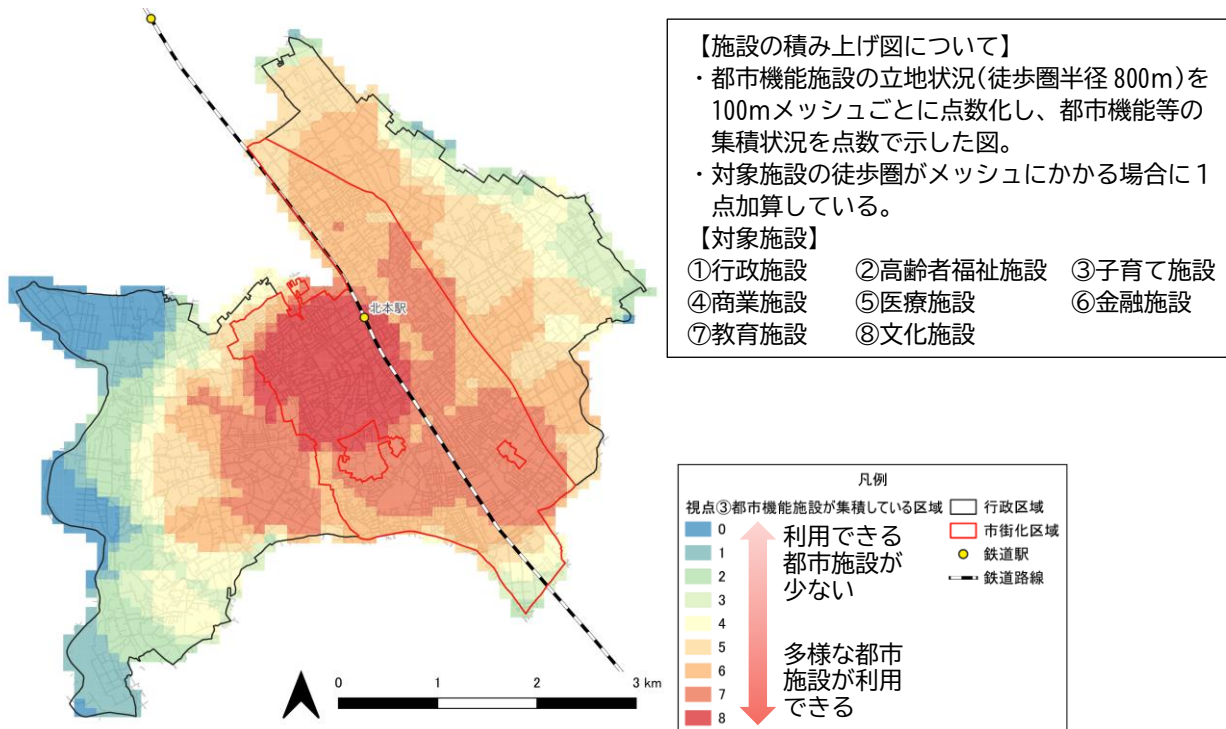 【施設の積み上げ図について】
・都市機能施設の立地状況(徒歩圏半径 800m)を
100mメッシュごとに点数化し、都市機能等の
集積状況を点数で示した図。
・対象施設の徒歩圏がメッシュにかかる場合に1
点加算している。
【対象施設】
①行政施設 ②高齢者福祉施設 ③子育て施設
④商業施設 ⑤医療施設 ⑥金融施設
⑦教育施設 ⑧文化施設
北本駅
0 1 2 3 km
凡例
視点③都市機能施設が集積している区域
0
1
2
3
4
5
6
7
8
利用できる
都市施設が
少ない
多様な都市
施設が利用
できる
行政区域
市街化区域
鉄道駅
鉄道路線